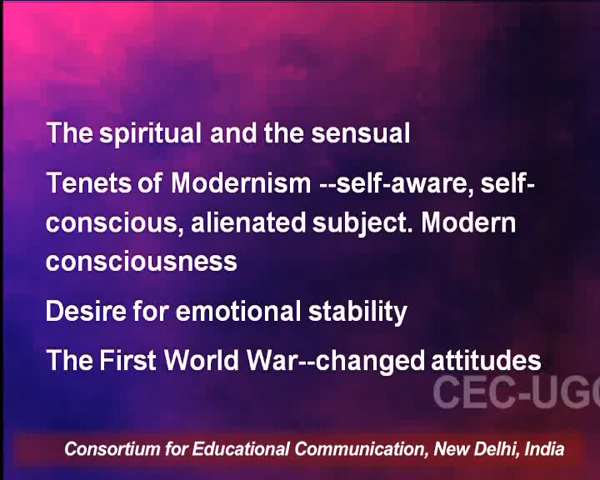 The spiritual and the sensual
Tenets of Modernism --self-aware, self-
conscious, alienated subject. Modern
consciousness
Desire for emotional stability
The First World War--changed attitudes
CEC-UGC
Consortium for Educational Communication, New Delhi, India